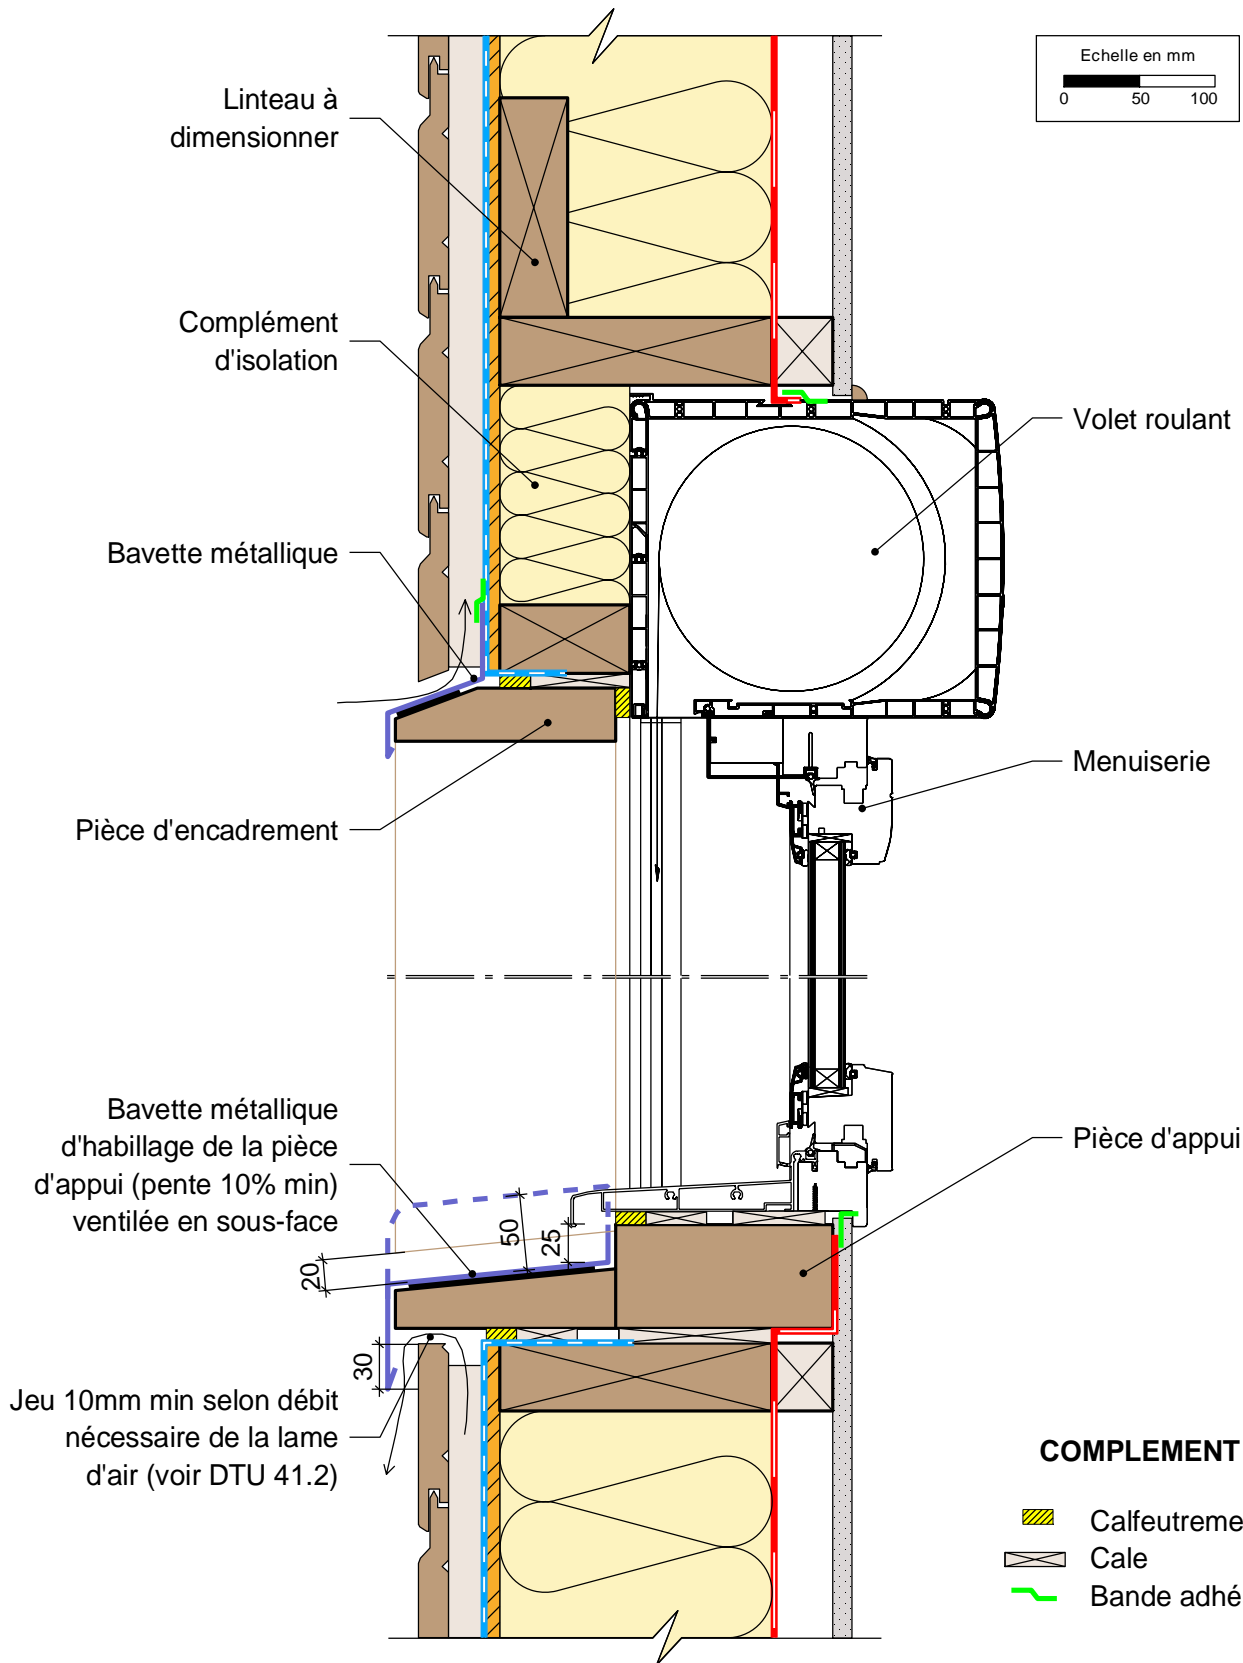 Echelle en mm
0 50 100
Linteau à
dimensionner
Complément
d'isolation
Volet roulant
Bavette métallique
Menuiserie
Pièce d'encadrement
Bavette métallique
d'habillage de la pièce
d'appui (pente 10% min)
ventilée en sous-face
Pièce d'appui
50
25
20
30
Jeu 10mm min selon débit
nécessaire de la lame
d'air (voir DTU 41.2)
COMPLEMENT
Calfeutreme
Cale
Bande adhé